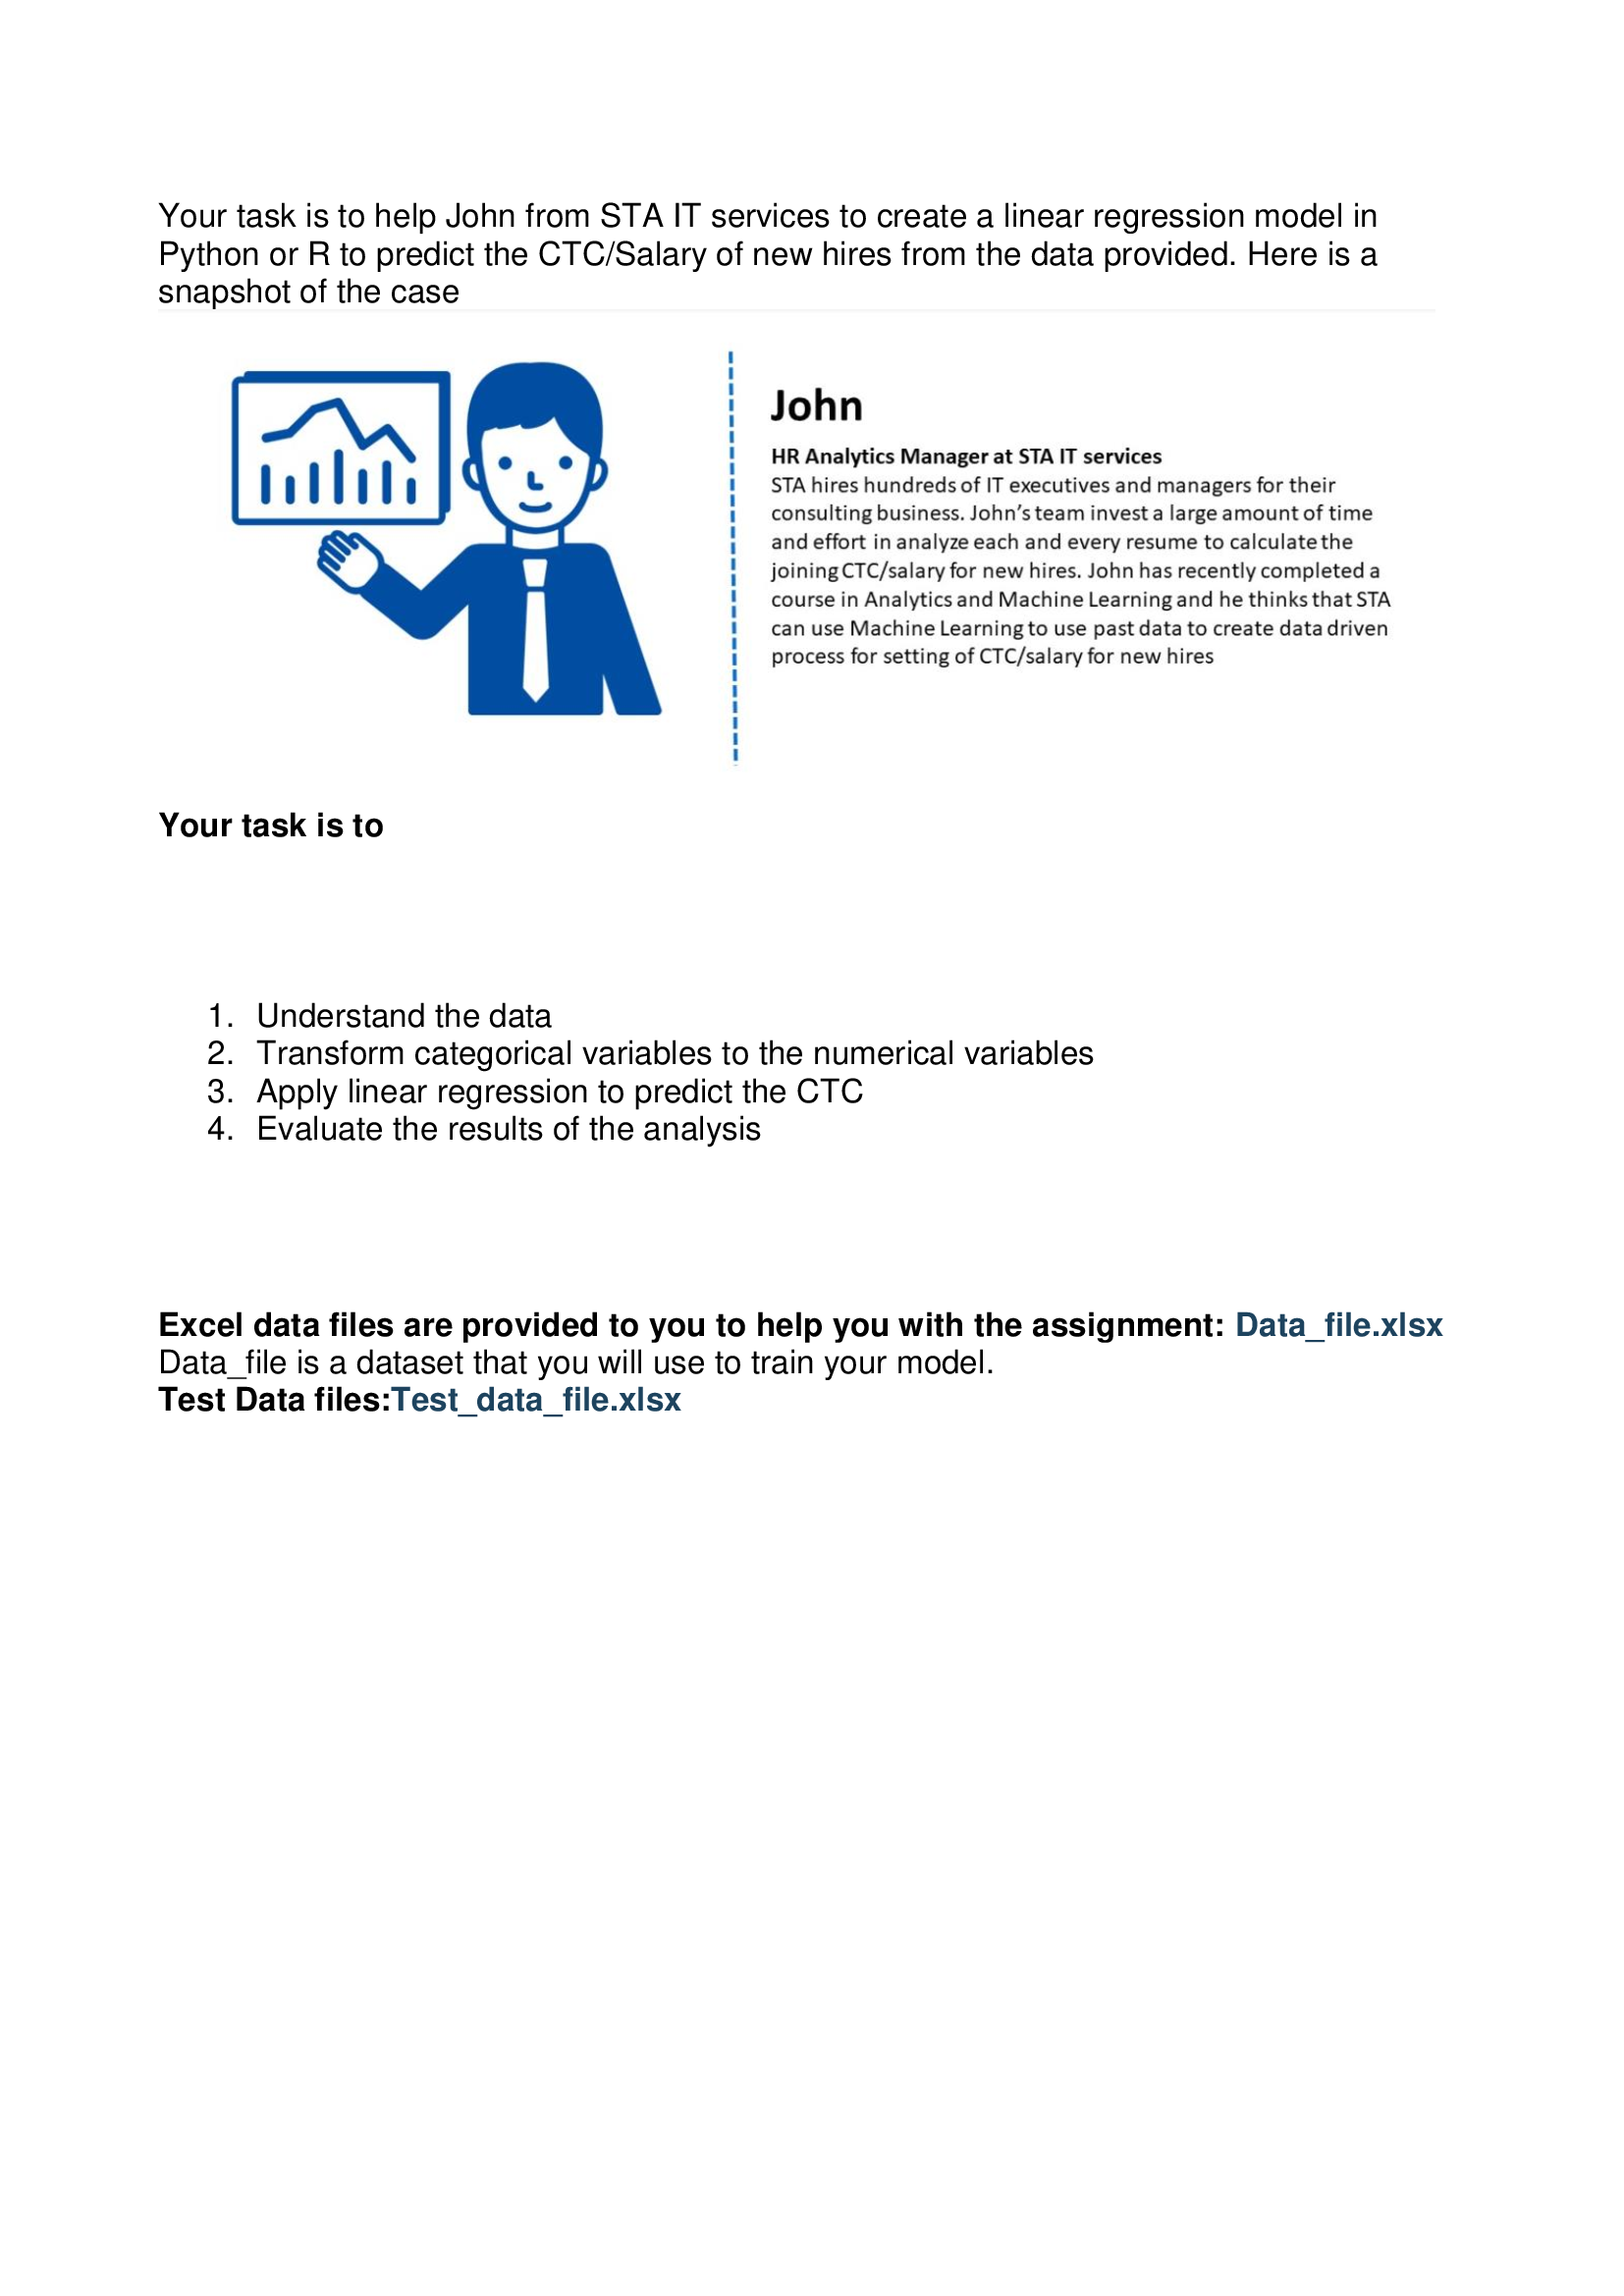 Your task is to help John from STA IT services to create a linear regression model in
Python or R to predict the CTC/Salary of new hires from the data provided. Here is a
snapshot of the case
John
HR Analytics Manager at STA IT services
STA hires hundreds of IT executives and managers for their
consulting business. John's team invest a large amount of time
and effort in analyze each and every resume to calculate the
joining CTC/salary for new hires. John has recently completed a
course in Analytics and Machine Learning and he thinks that STA
can use Machine Learning to use past data to create data driven
process for setting of CTC/salary for new hires
Your task is to
1. Understand the data
2. Transform categorical variables to the numerical variables
3. Apply linear regression to predict the CTC
4. Evaluate the results of the analysis
Excel data files are provided to you to help you with the assignment: Data_file.xlsx
Data_file is a dataset that you will use to train your model.
Test Data files:Test_data_file.xlsx